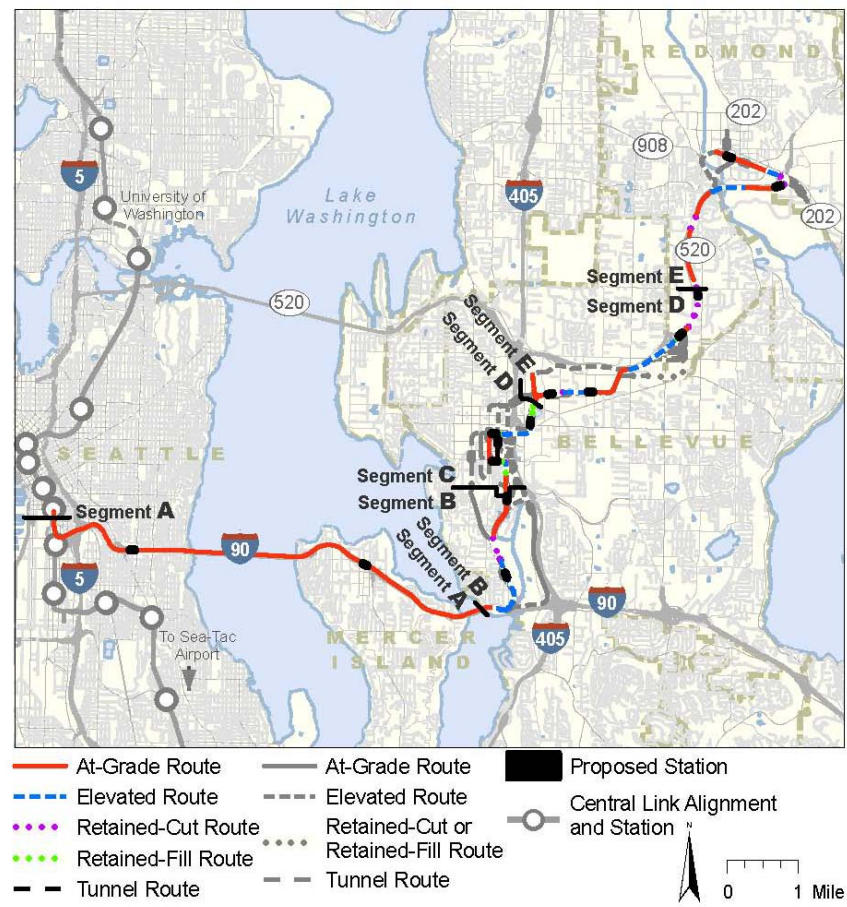 REDMOND
202
908
5
University of
Washington
Lake
Washington
405
202
520
Segment E
Segment D
520
Segment E
Segment D
BELLEVUE
SEATTLE
Segment C
Segment B
Segment A
90
Segment B
Segment A
5
90
405
To Sea-Tac
Airport
MERCER
ISLAND
At-Grade Route
Elevated Route
Retained-Cut Route
Retained-Fill Route
Tunnel Route
At-Grade Route
Elevated Route
Retained-Cut or
Retained-Fill Route
Tunnel Route
Proposed Station
Central Link Alignment
and Station
N
0 1 Mile